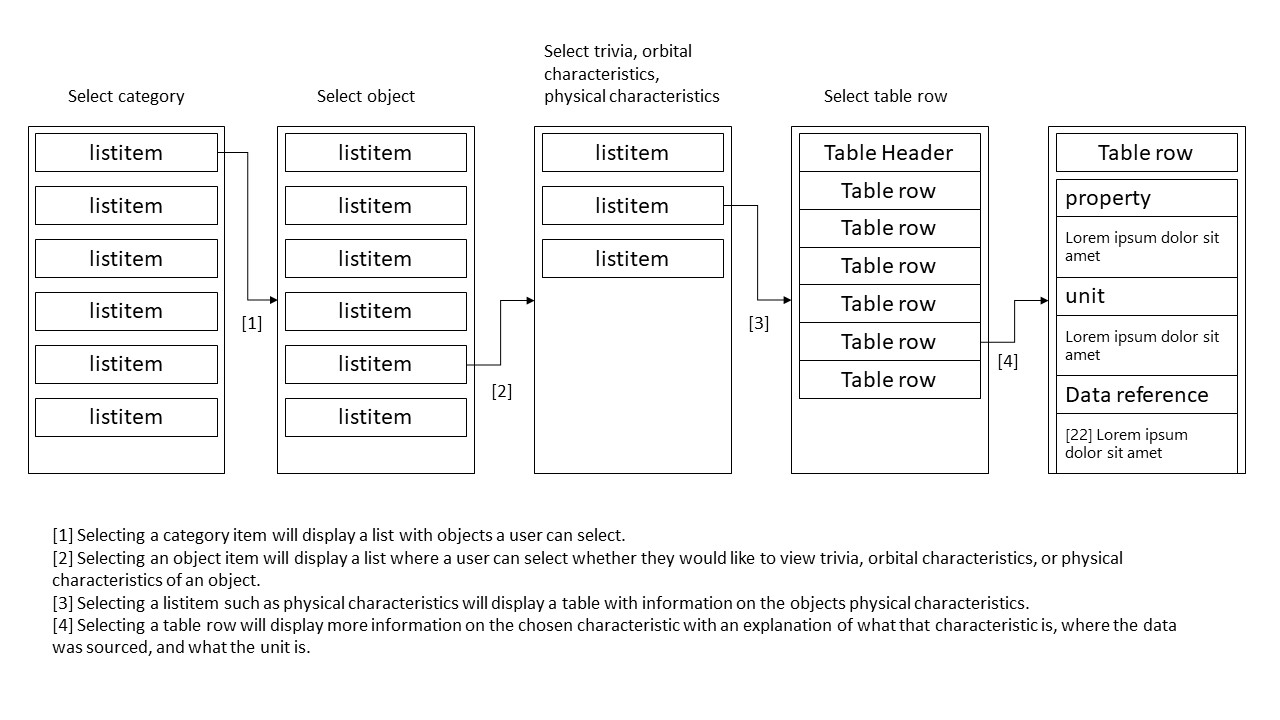 Select category
Select object
Select trivia, orbital
characteristics,
physical characteristics
Select table row
listitem
listitem
listitem
listitem
listitem
listitem
[1]
listitem
listitem
listitem
listitem
listitem
listitem
[2]
listitem
listitem
listitem
[3]
Table Header
Table row
Table row
Table row
Table row
Table row
Table row
[4]
Table row
property
Lorem ipsum dolor sit
amet
unit
Lorem ipsum dolor sit
amet
Data reference
[22] Lorem ipsum
dolor sit amet
[1] Selecting a category item will display a list with objects a user can select.
[2] Selecting an object item will display a list where a user can select whether they would like to view trivia, orbital characteristics, or physical
characteristics of an object.
[3] Selecting a listitem such as physical characteristics will display a table with information on the objects physical characteristics.
[4] Selecting a table row will display more information on the chosen characteristic with an explanation of what that characteristic is, where the data
was sourced, and what the unit is.